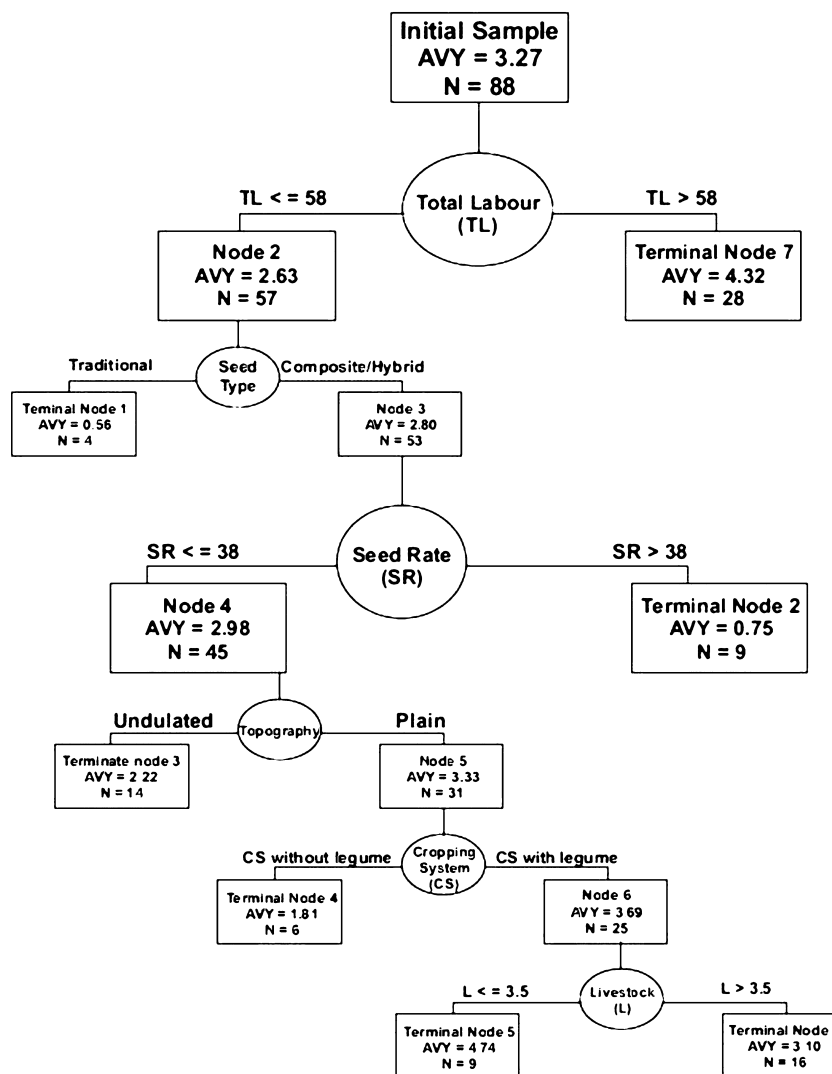 Initial Sample
AVY = 3.27
N = 88
TL < = 58
Total Labour
(TL)
TL > 58
Node 2
AVY = 2.63
N = 57
Terminal Node 7
AVY = 4.32
N = 28
Traditional
Seed
Type
Composite/Hybrid
Teminal Node 1
AVY = 0.56
N = 4
Node 3
AVY = 2.80
N = 53
SR < = 38
Seed Rate
(SR)
SR > 38
Node 4
AVY = 2.98
N = 45
Terminal Node 2
AVY = 0.75
N = 9
Undulated
Topography
Plain
Terminate node 3
AVY = 2.22
N = 14
Node 5
AVY = 3.33
N = 31
CS without legume
Cropping
System
(CS)
CS with legume
Terminal Node 4
AVY = 1.81
N = 6
Node 6
AVY = 3.69
N = 25
L < = 3.5
Livestock
(L)
L > 3.5
Terminal Node 5
AVY = 4.74
N = 9
Terminal Node
AVY = 3.10
N = 16